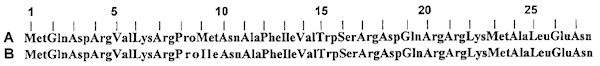 1 5 10 15 20 25
A MetGlnAspArgValLysArgProMetAsnAlaPheIleValTrpSerArgAspGlnArgArgLysMetAlaLeuGluAsn
B MetGlnAspArgValLysArgProIleAsnAlaPheIleValTrpSerArgAspGlnArgArgLysMetAlaLeuGluAsn